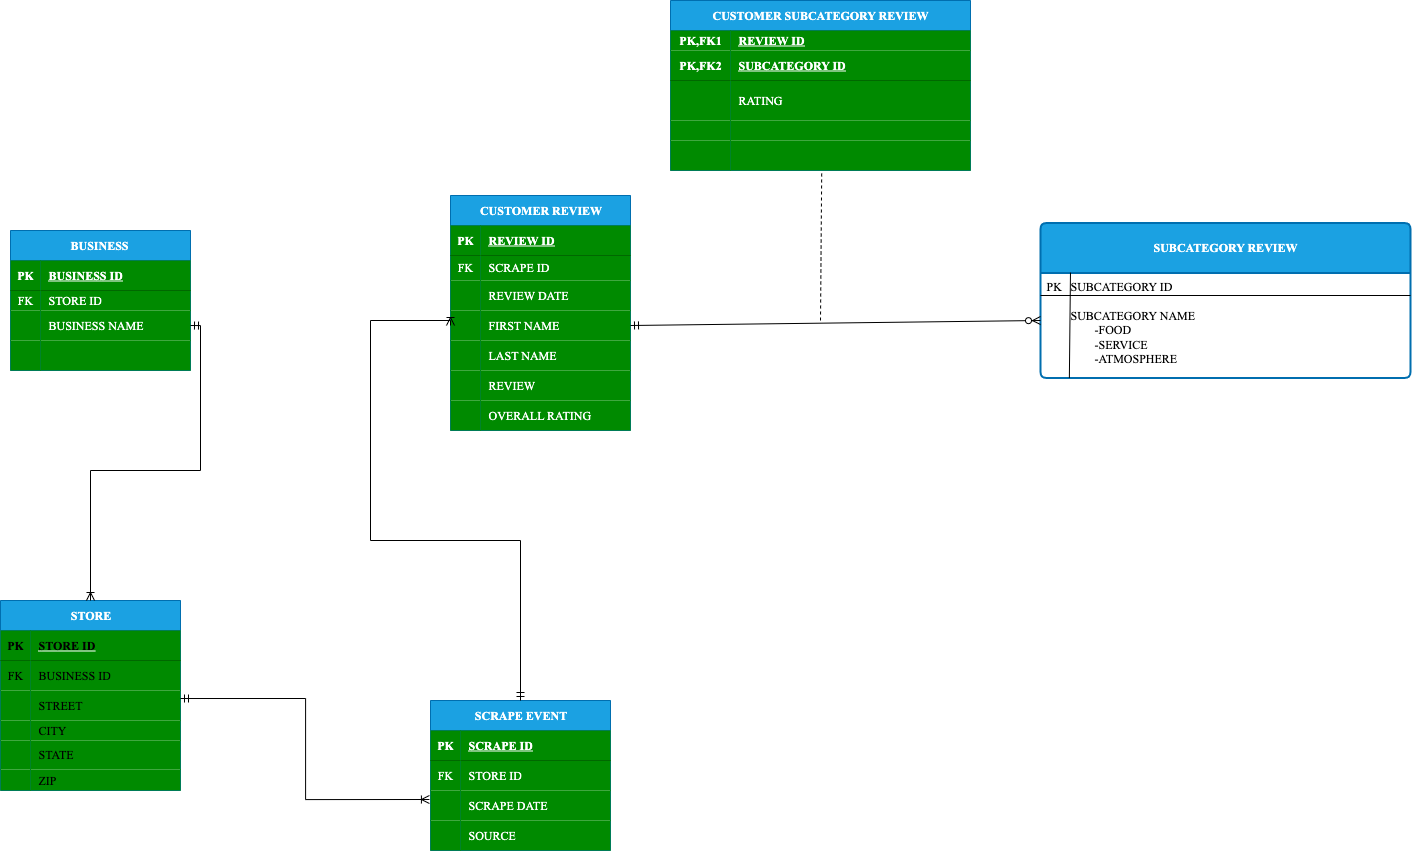 CUSTOMER SUBCATEGORY REVIEW
PK,FK1 REVIEW ID
PK,FK2 SUBCATEGORY ID
RATING
CUSTOMER REVIEW
PK REVIEW ID
FK SCRAPE ID
REVIEW DATE
FIRST NAME
LAST NAME
REVIEW
OVERALL RATING
BUSINESS
PK BUSINESS ID
FK STORE ID
BUSINESS NAME
SUBCATEGORY REVIEW
PK SUBCATEGORY ID
SUBCATEGORY NAME
-FOOD
-SERVICE
-ATMOSPHERE
STORE
PK STORE ID
FK BUSINESS ID
STREET
CITY
STATE
ZIP
SCRAPE EVENT
PK SCRAPE ID
FK STORE ID
SCRAPE DATE
SOURCE